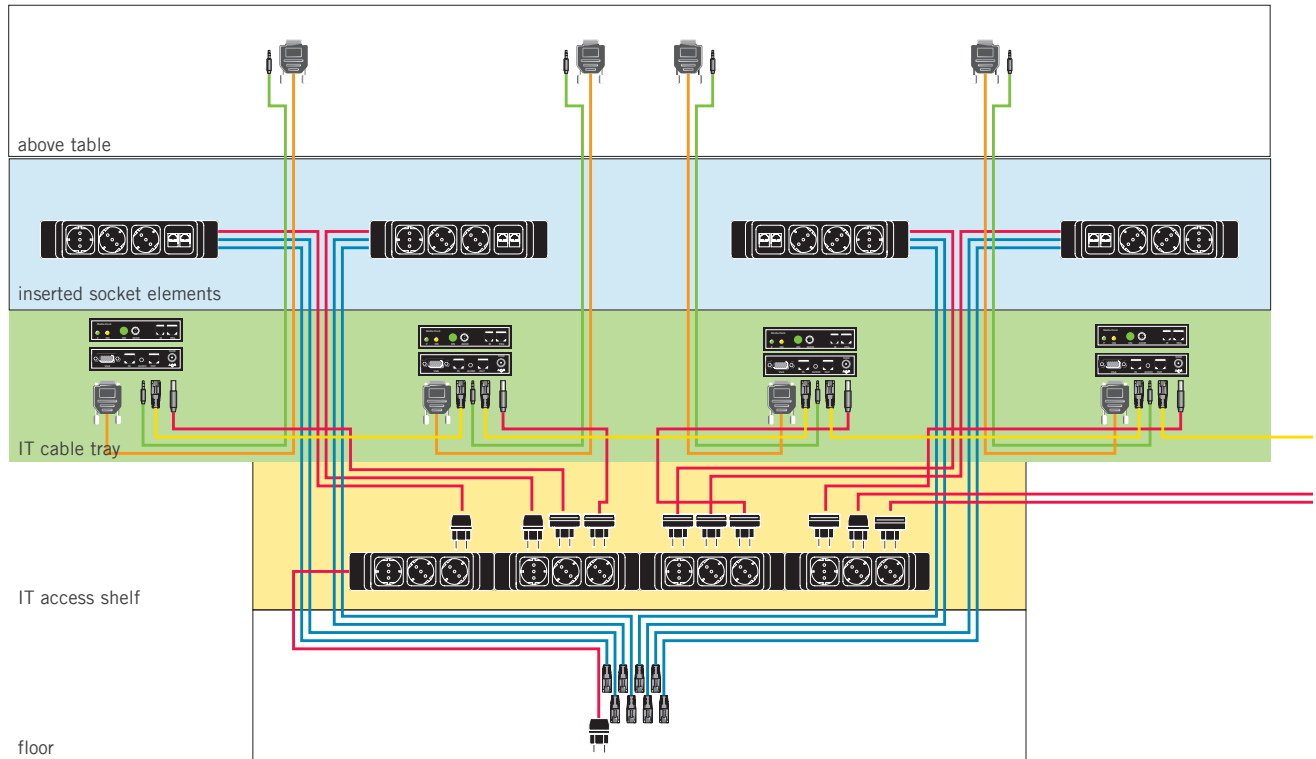 above table
inserted socket elements
IT cable tray
IT access shelf
floor